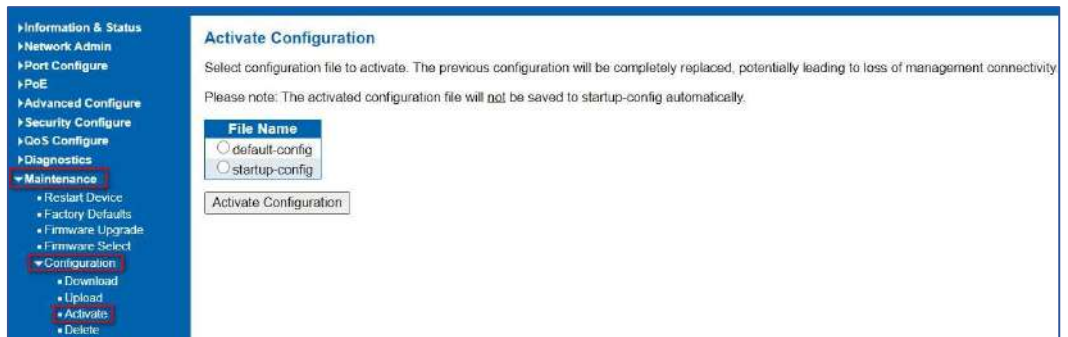 Information & Status
Network Admin
Port Configure
PoE
Advanced Configure
Security Configure
QoS Configure
Diagnostics
Maintenance
Restart Device
Factory Defaults
Firmware Upgrade
Firmware Select
Configuration
Download
Upload
Activate
Delete
Activate Configuration
Select configuration file to activate. The previous configuration will be completely replaced, potentially leading to loss of management connectivity
Please note: The activated configuration file will not be saved to startup-config automatically.
File Name
default-config
startup-config
Activate Configuration